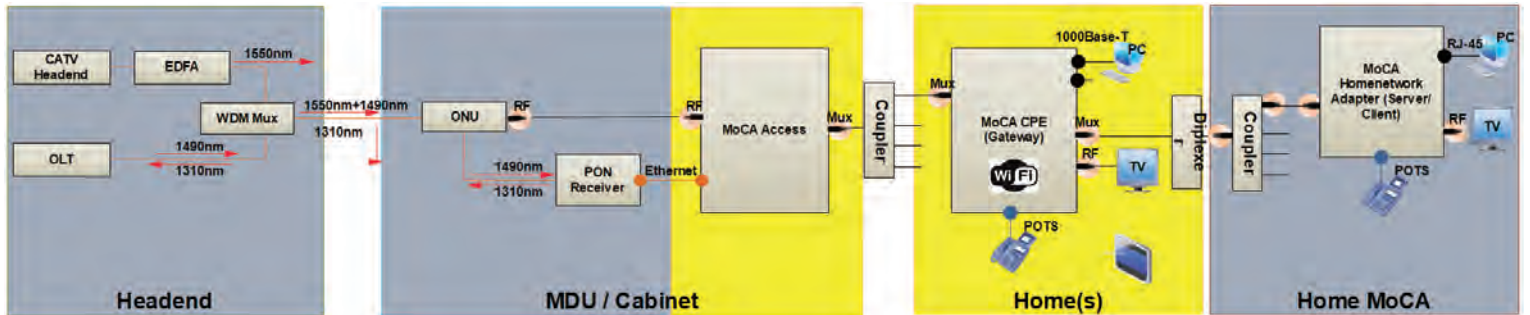 CATV
Headend
EDFA
1550nm
WDM Mux
1550nm+1490nm
1310nm
OLT
1490nm
1310nm
Headend
ONU
RF
1490nm
1310nm
PON
Receiver
Ethernet
RF
MoCA Access
Mux
MDU / Cabinet
Coupler
Mux
1000Base-T
PC
MoCA CPE
(Gateway)
Mux
RF
TV
Wi Fi
POTS
Home(s)
Diplexe
r
Coupler
MoCA
Homenetwork
Adapter (Server/
Client)
RJ-45
PC
RF
TV
POTS
Home MoCA